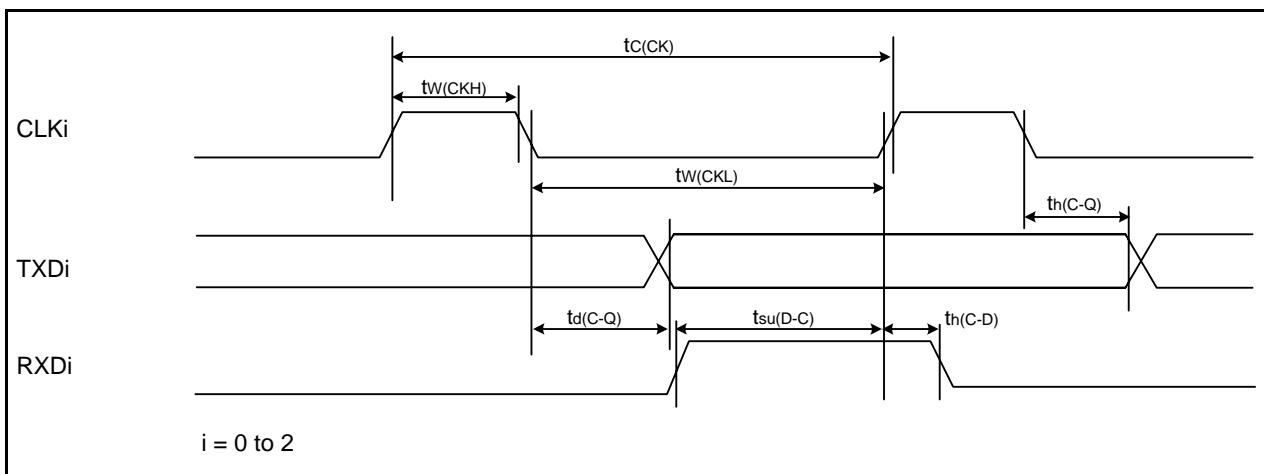 tC(CK)
tW(CKH)
CLKi
tW(CKL)
th(C-Q)
TXDi
td(C-Q)
tsu(D-C)
th(C-D)
RXDi
i = 0 to 2